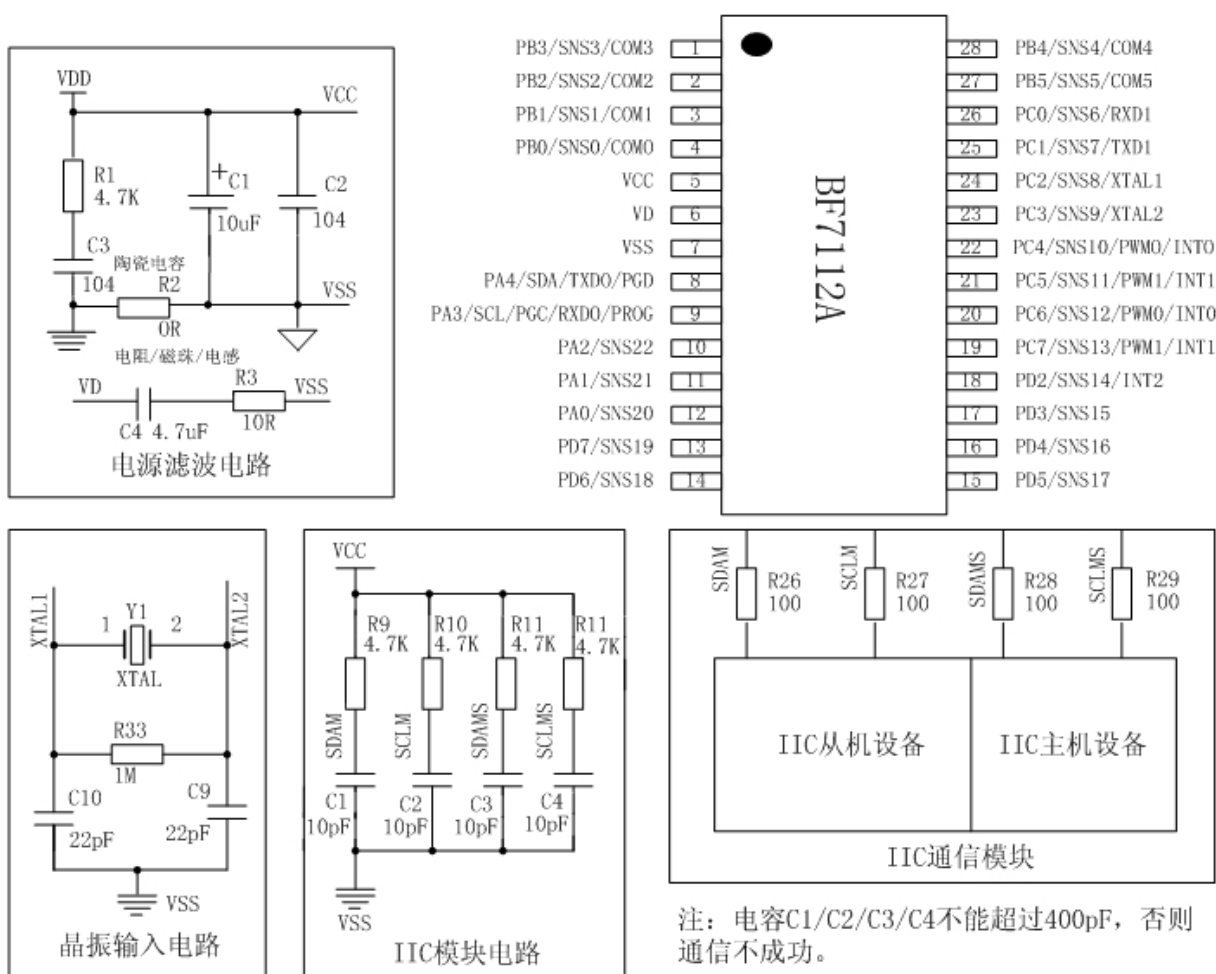 VDD
VCC
R1
4.7K
C1
10uF
C2
104
C3
104
陶瓷电容
R2
0R
VSS
电阻/磁珠/电感
VD
R3
VSS
C4 4.7uF
10R
电源滤波电路
PB3/SNS3/COM3 1
PB2/SNS2/COM2 2
PB1/SNS1/COM1 3
PB0/SNS0/COM0 4
VCC 5
VD 6
VSS 7
PA4/SDA/TXD0/PGD 8
PA3/SCL/PGC/RXD0/PROG 9
PA2/SNS22 10
PA1/SNS21 11
PA0/SNS20 12
PD7/SNS19 13
PD6/SNS18 14
BF7112A
28 PB4/SNS4/COM4
27 PB5/SNS5/COM5
26 PC0/SNS6/RXD1
25 PC1/SNS7/TXD1
24 PC2/SNS8/XTAL1
23 PC3/SNS9/XTAL2
22 PC4/SNS10/PWM0/INT0
21 PC5/SNS11/PWM1/INT1
20 PC6/SNS12/PWM0/INT0
19 PC7/SNS13/PWM1/INT1
18 PD2/SNS14/INT2
17 PD3/SNS15
16 PD4/SNS16
15 PD5/SNS17
XTAL1
XTAL2
Y1
1 2
XTAL
R33
1M
C10
22pF
C9
22pF
VSS
晶振输入电路
VCC
R9
4.7K
R10
4.7K
R11
4.7K
R11
4.7K
SDAM
SCLM
SDAMS
SCLMS
C1
10pF
C2
10pF
C3
10pF
C4
10pF
VSS
IIC模块电路
SDAM
R26
100
SCLM
R27
100
SDAMS
R28
100
SCLMS
R29
100
IIC从机设备
IIC主机设备
IIC通信模块
注：电容C1/C2/C3/C4不能超过400pF，否则
通信不成功。